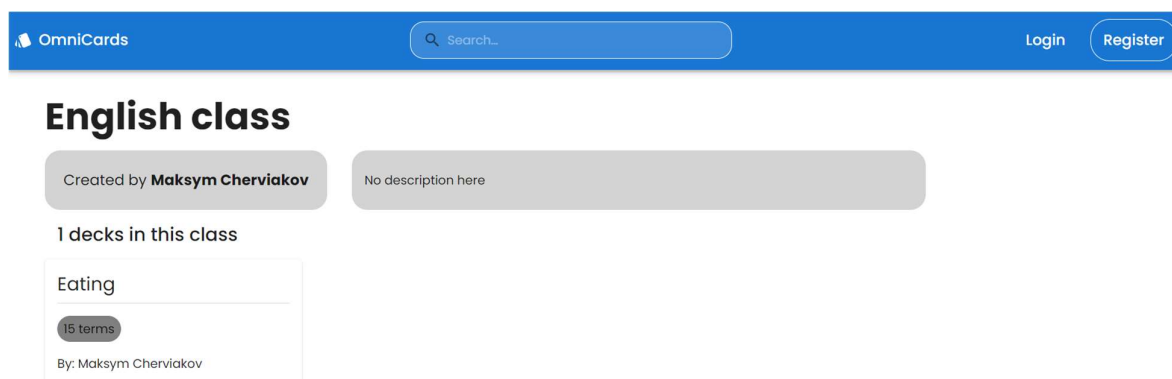 OmniCards Search... Login Register
English class
Created by Maksym Cherviakov No description here
1 decks in this class
Eating
15 terms
By: Maksym Cherviakov